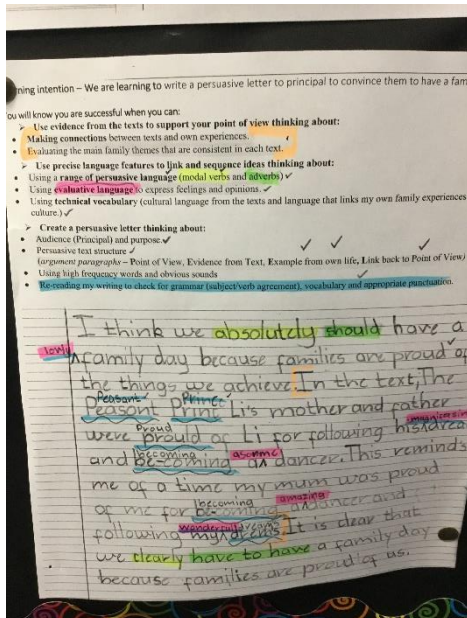 ning intention – We are learning to write a persuasive letter to principal to convince them to have a fam
ou will know you are successful when you can:
➢ Use evidence from the texts to support your point of view thinking about:
• Making connections between texts and own experiences.
• Evaluating the main family themes that are consistent in each text.
➢ Use precise language features to link and sequence ideas thinking about:
• Using a range of persuasive language (modal verbs and adverbs) ✓
• Using evaluative language to express feelings and opinions. ✓
• Using technical vocabulary (cultural language from the texts and language that links my own family experiences
culture.) ✓
➢ Create a persuasive letter thinking about:
• Audience (Principal) and purpose. ✓
• Persuasive text structure ✓
(argument paragraphs – Point of View, Evidence from Text, Example from own life, Link back to Point of View)
• Using high frequency words and obvious sounds
• Re-reading my writing to check for grammar (subject/verb agreement), vocabulary and appropriate punctuation.
I think we absolutely should have a
family day because families are proud of
the things we achieve. In the text, The
Peasant Prince
Peasont Print Li's mother and father
Proud
were prould of Li for following his
becoming
and be-coming a dancer. This reminds
me of a time my mum was proud
becoming amazing
of me for be-coming dancer and
following my It is clear that
we clearly have to have a family day
because families are proud of us.